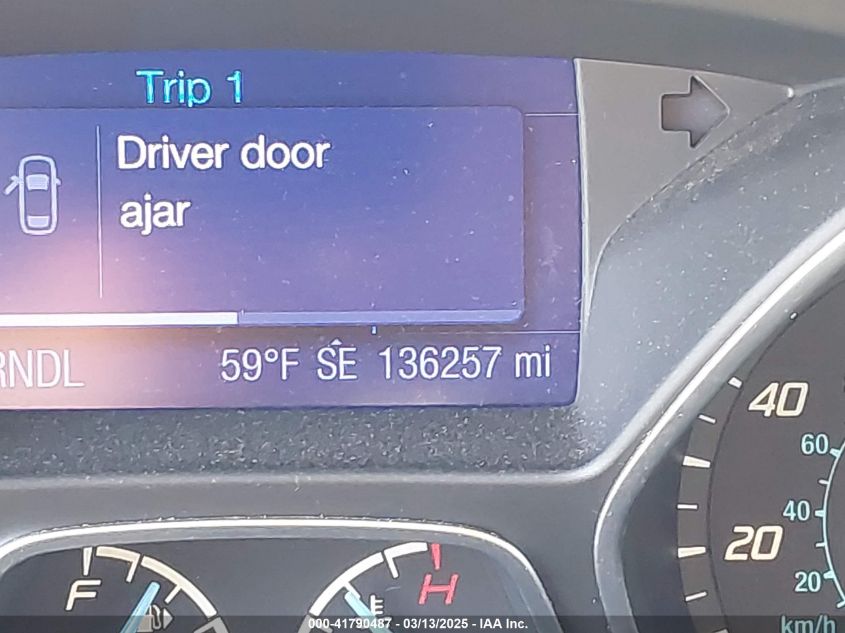 Trip 1
Driver door
ajar
RNDL 59°F SE 136257 mi
40
60
40
20
20
km/h
F
H
000-41790487 - 03/13/2025 - IAA Inc.